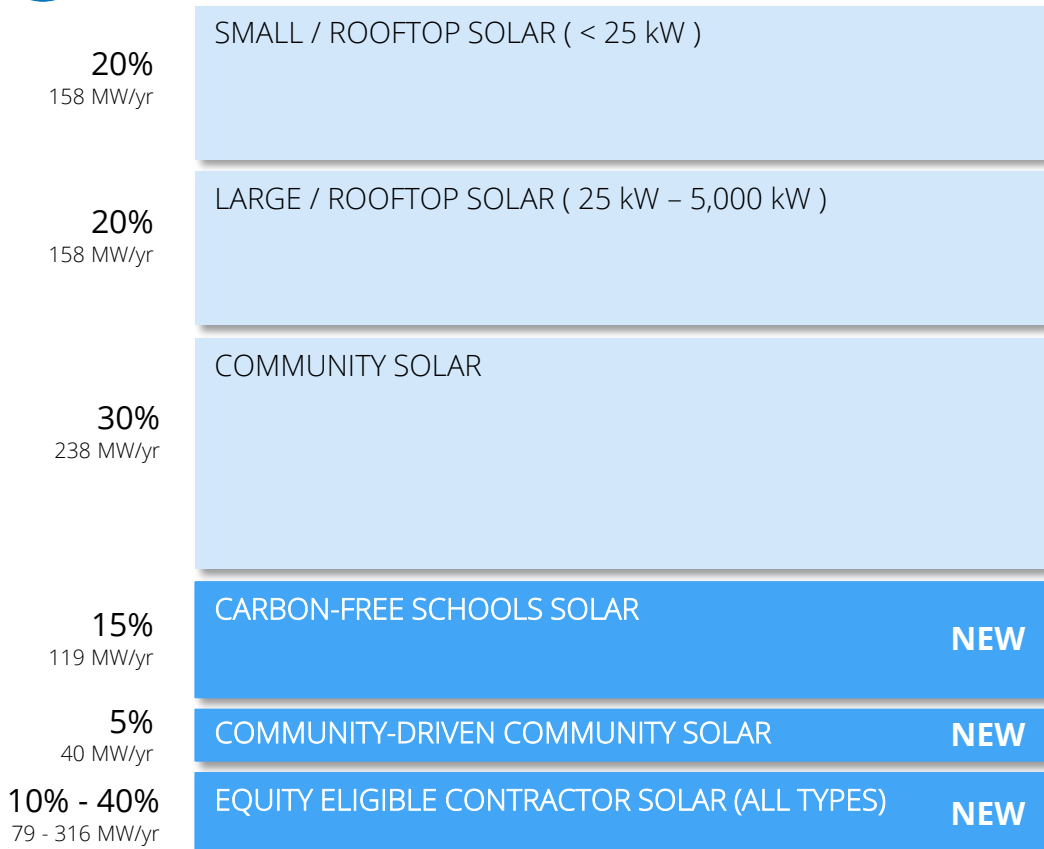 SMALL / ROOFTOP SOLAR ( < 25 kW )
20%
158 MW/yr
LARGE / ROOFTOP SOLAR ( 25 kW – 5,000 kW )
20%
158 MW/yr
COMMUNITY SOLAR
30%
238 MW/yr
CARBON-FREE SCHOOLS SOLAR
15%
119 MW/yr
NEW
5%
40 MW/yr
COMMUNITY-DRIVEN COMMUNITY SOLAR
NEW
10% - 40%
79 - 316 MW/yr
EQUITY ELIGIBLE CONTRACTOR SOLAR (ALL TYPES)
NEW